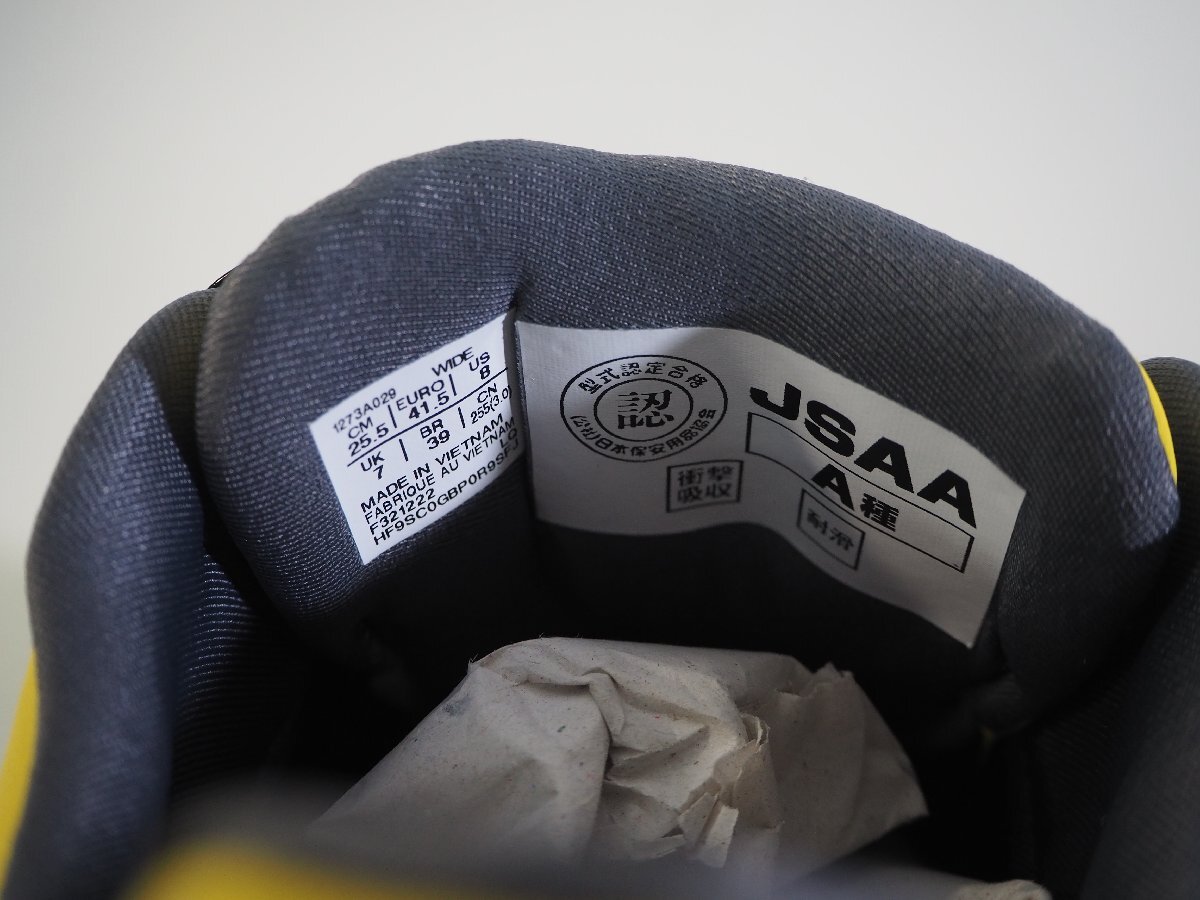 1273A029 WIDE
CM EURO US
25.5 41.5 8
UK BR CN
7 39 255(3.0)
MADE IN VIETNAM
FABRIQUE AU VIETNAM
F321222
型式認定合格
認
(公社)日本保安用品協会
衝撃
吸収
JSAA
A種
耐滑